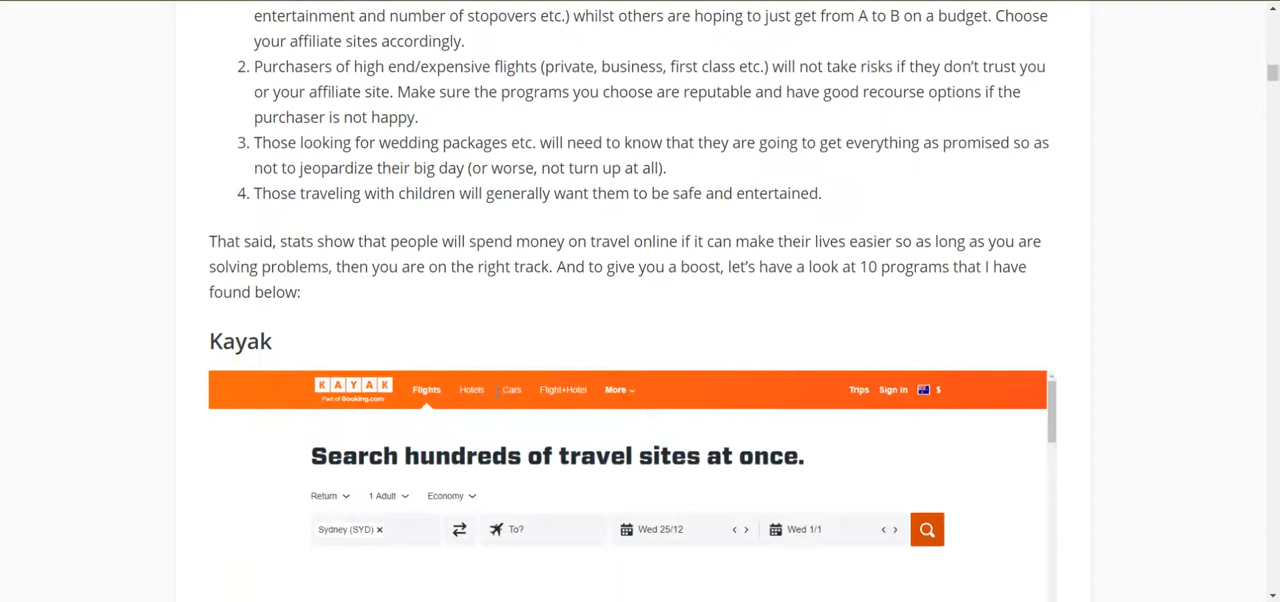 entertainment and number of stopovers etc.) whilst others are hoping to just get from A to B on a budget. Choose
your affiliate sites accordingly.
2. Purchasers of high end/expensive flights (private, business, first class etc.) will not take risks if they don’t trust you
or your affiliate site. Make sure the programs you choose are reputable and have good recourse options if the
purchaser is not happy.
3. Those looking for wedding packages etc. will need to know that they are going to get everything as promised so as
not to jeopardize their big day (or worse, not turn up at all).
4. Those traveling with children will generally want them to be safe and entertained.
That said, stats show that people will spend money on travel online if it can make their lives easier so as long as you are
solving problems, then you are on the right track. And to give you a boost, let’s have a look at 10 programs that I have
found below:
Kayak
KAYAK Flights Hotels Cars Flight+Hotel More Trips Sign in $
Part of Booking.com
Search hundreds of travel sites at once.
Return 1 Adult Economy
Sydney (SYD) × To? Wed 25/12 < > Wed 1/1 < >